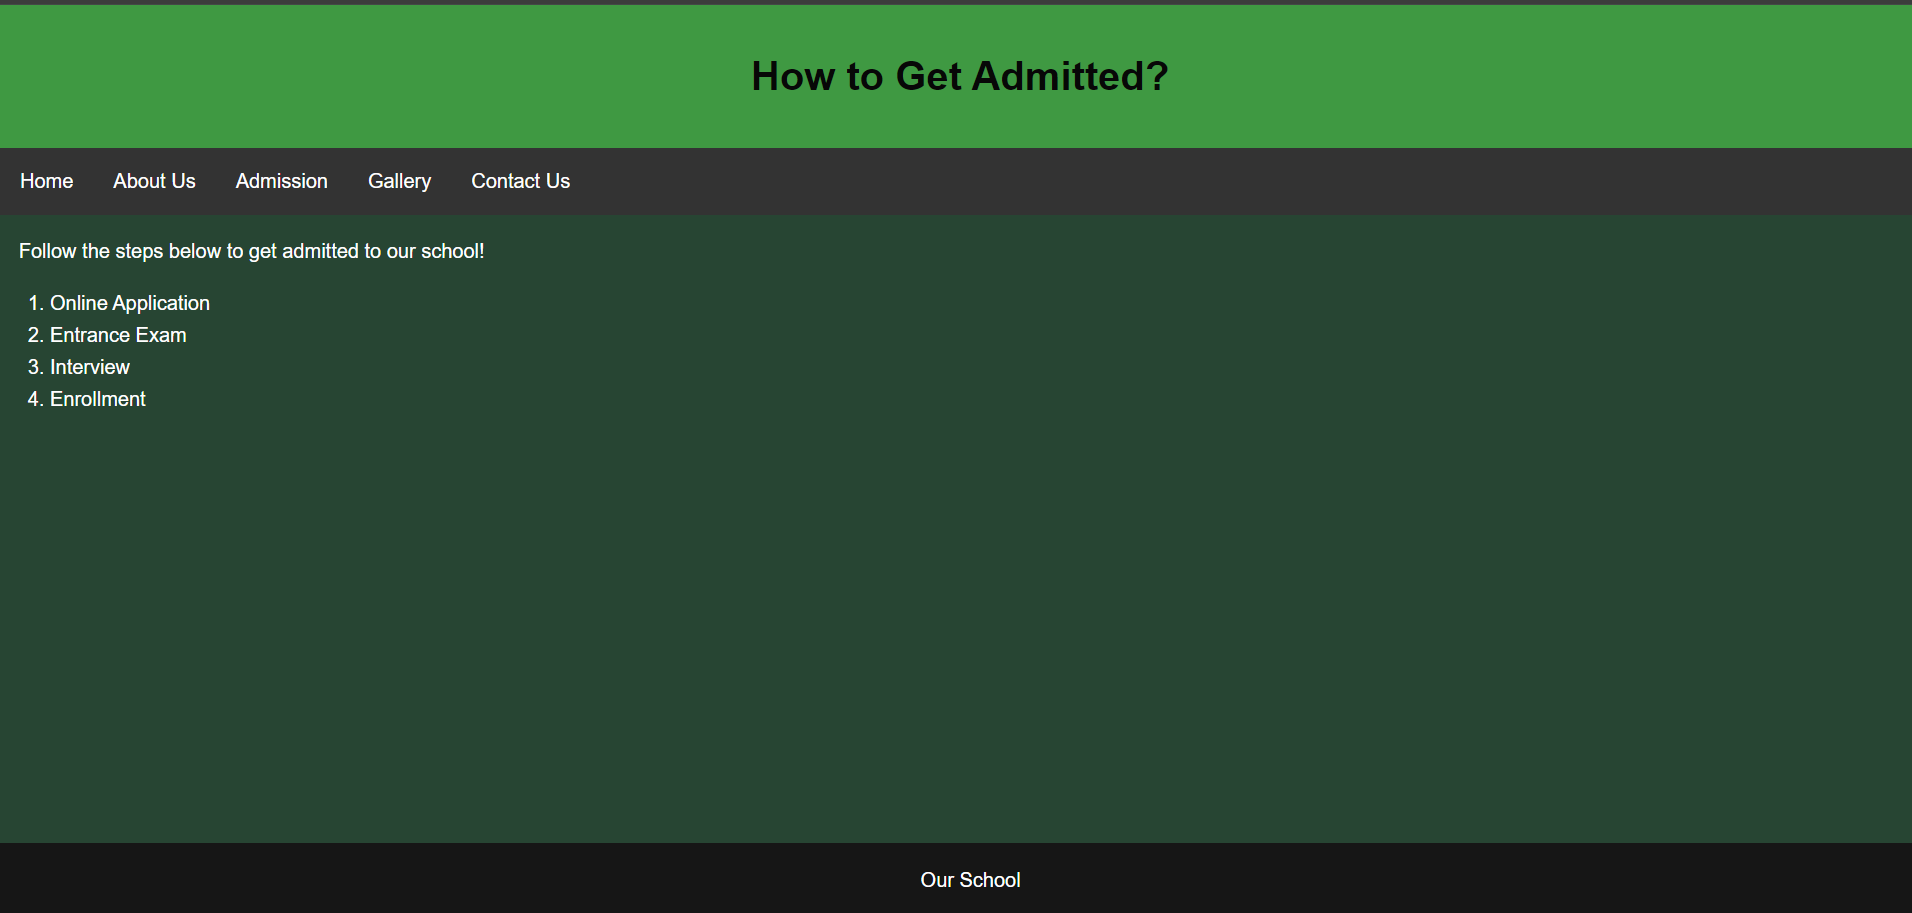 How to Get Admitted?
Home About Us Admission Gallery Contact Us
Follow the steps below to get admitted to our school!
1. Online Application
2. Entrance Exam
3. Interview
4. Enrollment
Our School